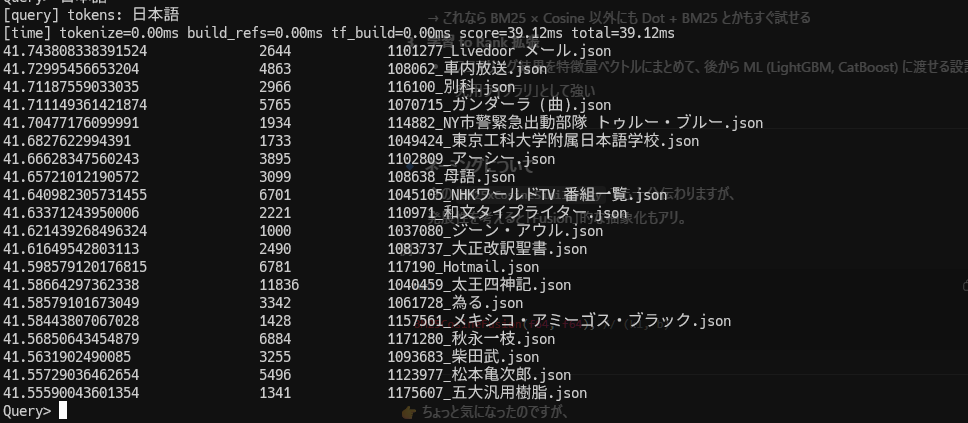 [query] tokens: 日本語
→ これなら BM25 × Cosine 以外にも Dot + BM25 とかもすぐ試せる
[time] tokenize=0.00ms build_refs=0.00ms tf_build=0.00ms score=39.12ms total=39.12ms
to Rank 拡張
41.743808338391524 2644 1101277_Livedoor メール.json
を特徴量ベクトルにまとめて、後から ML (LightGBM, CatBoost) に渡せる設計
41.72995456653204 4863 108062_車内放送.json
41.71187559033035 2966 116100_別科.json
ラリ」として強い
41.711149361421874 5765 1070715_ガンダーラ (曲).json
41.70477176099991 1934 114882_NY市警緊急出動部隊 トゥルー・ブルー.json
41.6827622994391 1733 1049424_東京工科大学附属日本語学校.json
41.66628347560243 3895 1102809_アーシー.json
について
41.65721012190572 3099 108638_母語.json
41.640982305731455 6701 1045105_NHKワールドTV 番組一覧.json
伝わりますが、
41.63371243950006 2221 110971_和文タイプライター.json
「Fusion」的な抽象化もアリ。
41.621439268496324 1000 1037080_ジーン・アウル.json
41.61649542803113 2490 1083737_大正改訳聖書.json
41.598579120176815 6781 117190_Hotmail.json
41.58664297362338 11836 1040459_太王四神記.json
41.58579101673049 3342 1061728_為る.json
41.58443807067028 1428 1157561_メキシコ・アミーゴス・ブラック.json
41.56850643454879 6884 1171280_秋永一枝.json
41.5631902490085 3255 1093683_柴田武.json
41.55729036462654 5496 1123977_松本亀次郎.json
41.55590043601354 1341 1175607_五大汎用樹脂.json
Query>
👉 ちょっと気になったのですが、